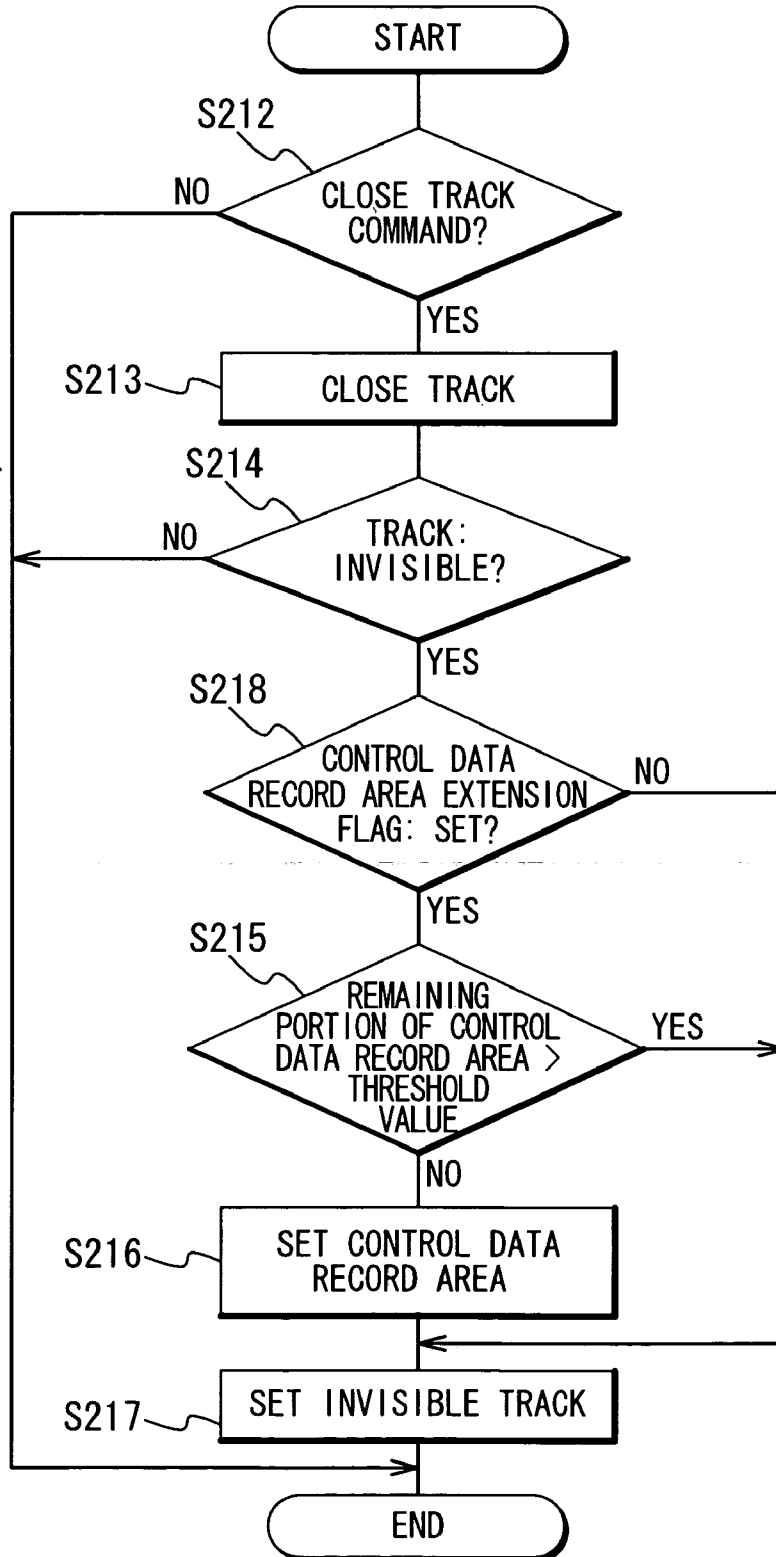 START
S212
NO
CLOSE TRACK
COMMAND?
YES
S213
CLOSE TRACK
S214
NO
TRACK:
INVISIBLE?
YES
S218
CONTROL DATA
RECORD AREA EXTENSION
FLAG: SET?
NO
YES
S215
REMAINING
PORTION OF CONTROL
DATA RECORD AREA >
THRESHOLD
VALUE
YES
NO
S216
SET CONTROL DATA
RECORD AREA
S217
SET INVISIBLE TRACK
END